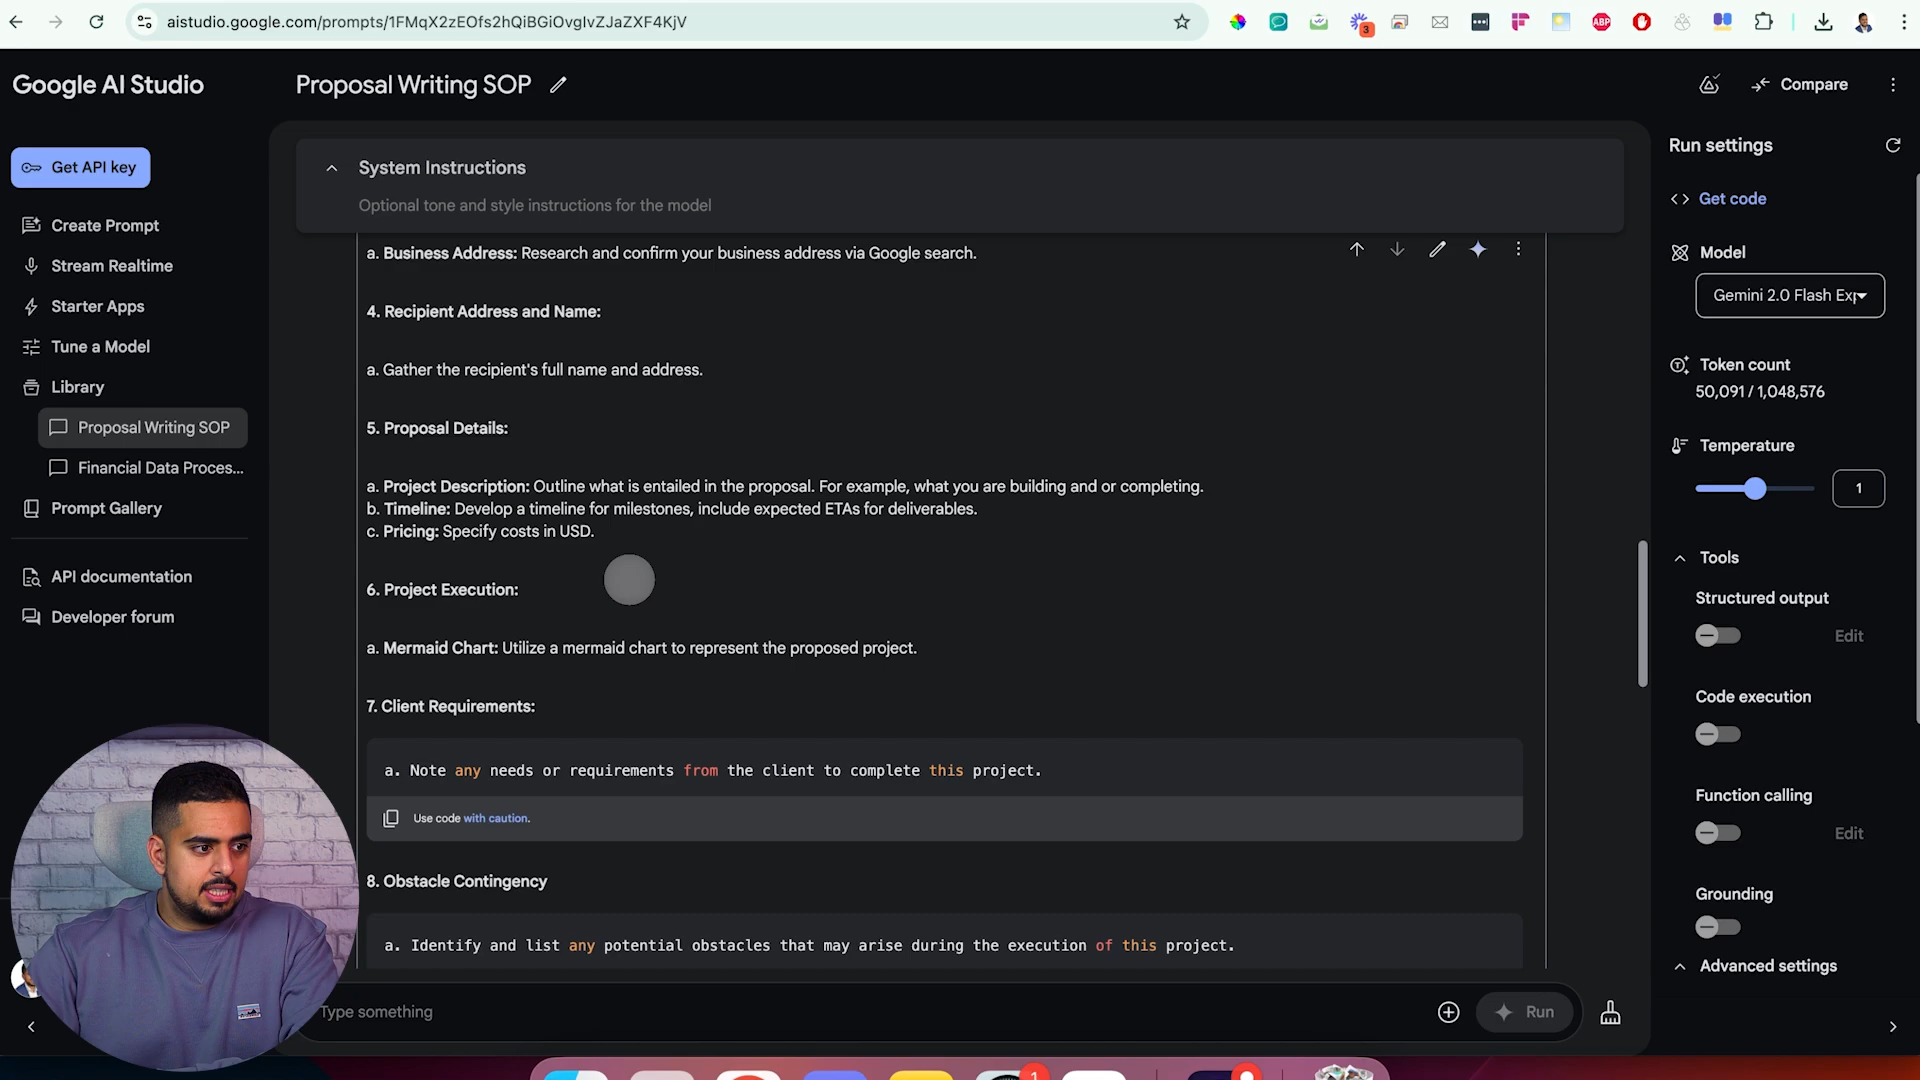 aistudio.google.com/prompts/1FMqX2zEOfs2hQiBGiOvgIvZJaZXF4KjV
3
ABP
Google AI Studio
Proposal Writing SOP
Compare
Get API key
Create Prompt
Stream Realtime
Starter Apps
Tune a Model
Library
Proposal Writing SOP
Financial Data Proces...
Prompt Gallery
API documentation
Developer forum
System Instructions
Optional tone and style instructions for the model
a. Business Address: Research and confirm your business address via Google search.
4. Recipient Address and Name:
a. Gather the recipient's full name and address.
5. Proposal Details:
a. Project Description: Outline what is entailed in the proposal. For example, what you are building and or completing.
b. Timeline: Develop a timeline for milestones, include expected ETAs for deliverables.
c. Pricing: Specify costs in USD.
6. Project Execution:
a. Mermaid Chart: Utilize a mermaid chart to represent the proposed project.
7. Client Requirements:
a. Note any needs or requirements from the client to complete this project.
Use code with caution.
8. Obstacle Contingency
a. Identify and list any potential obstacles that may arise during the execution of this project.
Type something
Run
Run settings
Get code
Model
Gemini 2.0 Flash Exp
Token count
50,091 / 1,048,576
Temperature
1
Tools
Structured output
Edit
Code execution
Function calling
Edit
Grounding
Advanced settings
1